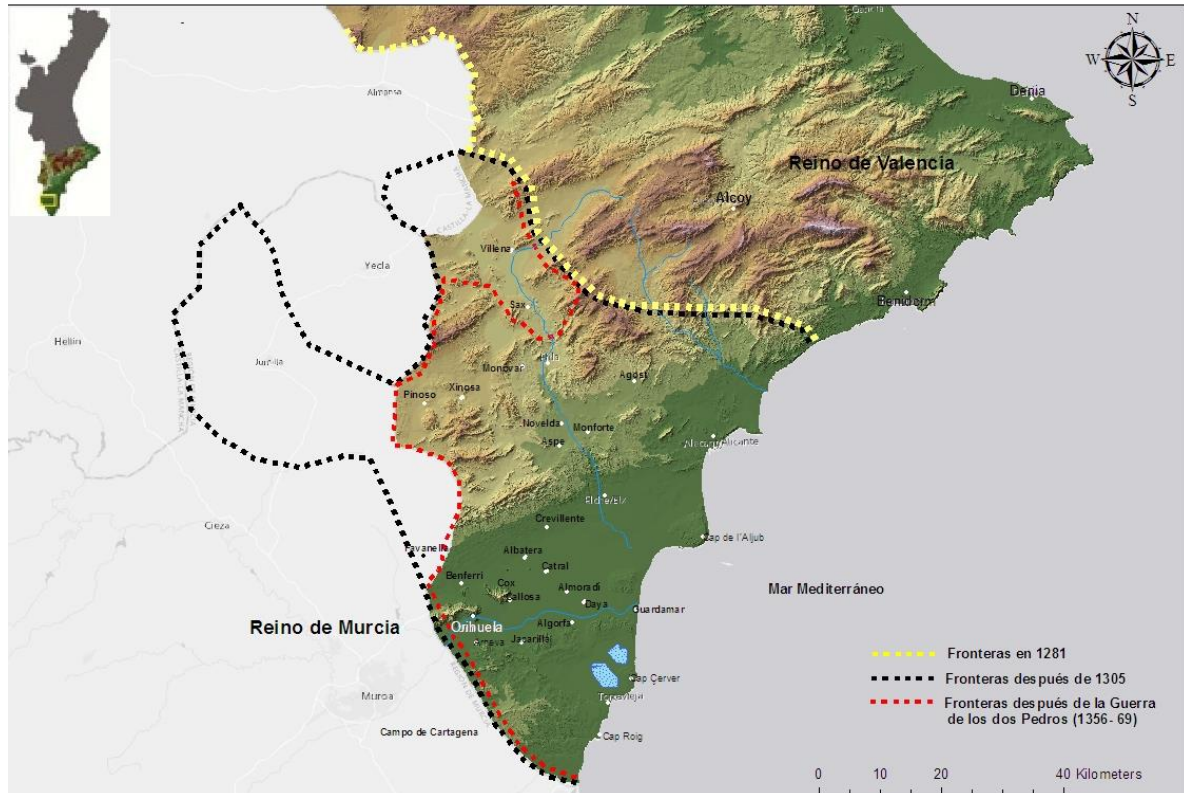 N
W E
S
Denia
Almansa
Reino de Valencia
Alcoy
Villena
Yecla
Benidorm
Sax
Hellín
Jumilla
Monóvar
Agost
Pinoso
Xinosa
Novelda
Monforte
Aspe
Alicante
Elche/Elx
Cieza
Crevillente
Cap de l'Aljub
Favanella
Albatera
Catral
Benferri
Cox
Almoradí
Callosa
Daya
Mar Mediterráneo
Guardamar
Reino de Murcia
Orihuela
Algorfa
Jacarilla
Fronteras en 1281
Cap Çerver
Fronteras después de 1305
Murcia
Torrevieja
Fronteras después de la Guerra
de los dos Pedros (1356- 69)
Campo de Cartagena
Cap Roig
0 10 20 40 Kilometers